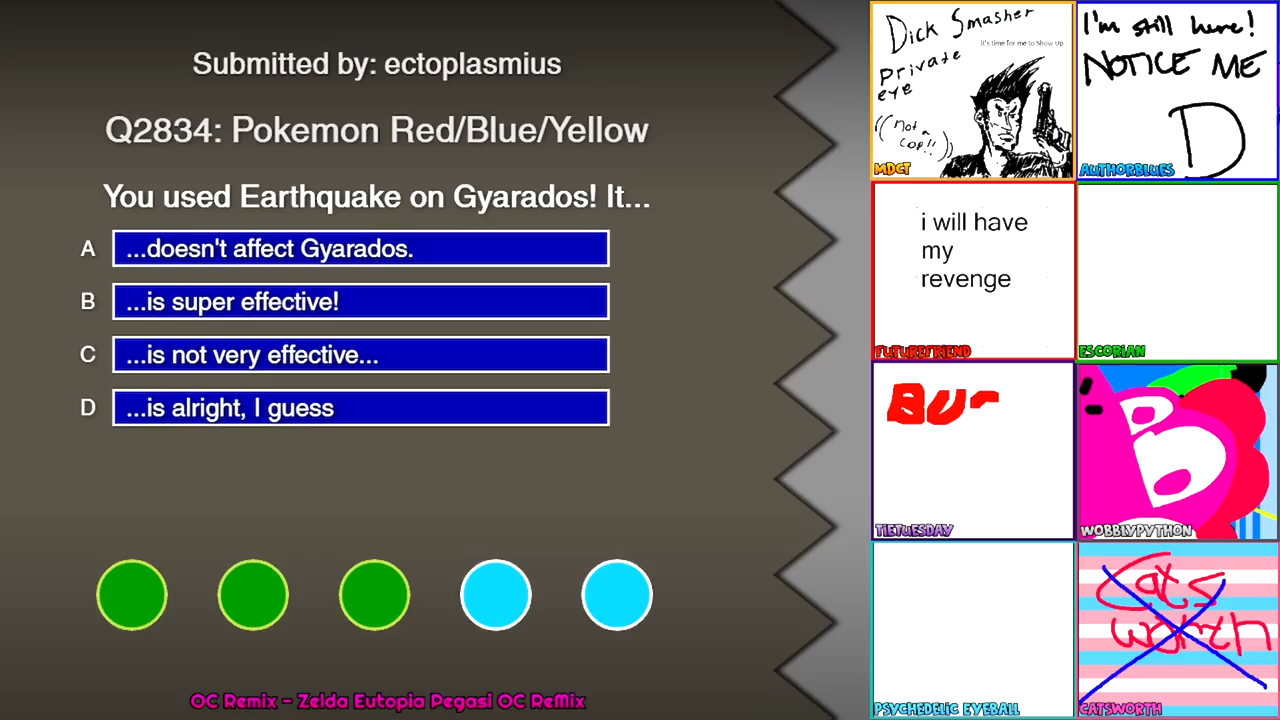 Submitted by: ectoplasmius
Q2834: Pokemon Red/Blue/Yellow
You used Earthquake on Gyarados! It...
A ...doesn't affect Gyarados.
B ...is super effective!
C ...is not very effective...
D ...is alright, I guess
OC Remix - Zelda Eutopia Pegasi OC ReMix
Dick Smasher
it's time for me to Show Up
Private
eye
((Not a
COP!!))
MDCT
I'm still here!
NOTICE ME
D
AUTHORBLUES
i will have
my
revenge
FUTUREFRIEND
ESCORIAN
BUr
TIETUESDAY
B
B
WOBBLYPYTHON
PSYCHEDELIC EYEBALL
Cats
worth
CATSWORTH